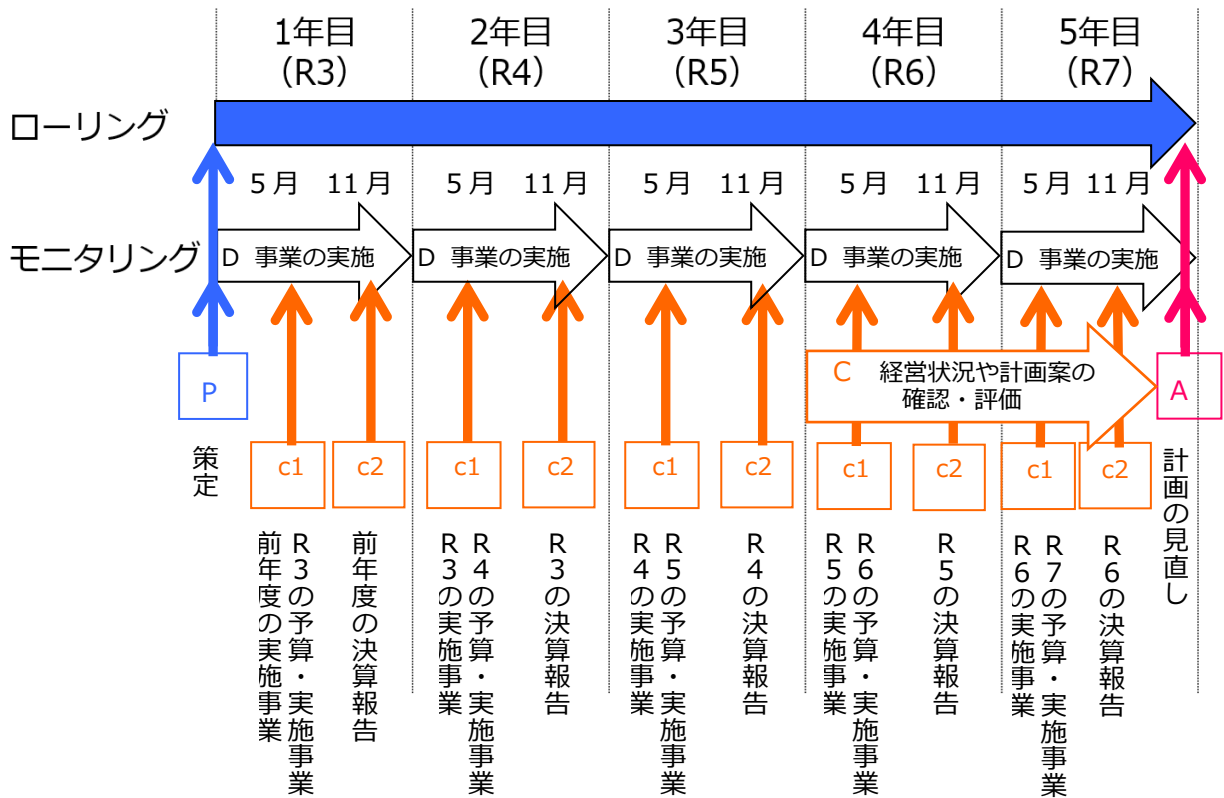 1年目
（R3）
2年目
（R4）
3年目
（R5）
4年目
（R6）
5年目
（R7）
ローリング
5月 11月
5月 11月
5月 11月
5月 11月
5月 11月
モニタリング
D 事業の実施
D 事業の実施
D 事業の実施
D 事業の実施
D 事業の実施
P
策定
C 経営状況や計画案の
確認・評価
A
計画の見直し
c1
c2
c1
c2
c1
c2
c1
c2
c1
c2
R3の予算・実施事業
前年度の実施事業
前年度の決算報告
R4の予算・実施事業
R3の実施事業
R3の決算報告
R5の予算・実施事業
R4の実施事業
R4の決算報告
R6の予算・実施事業
R5の実施事業
R5の決算報告
R7の予算・実施事業
R6の実施事業
R6の決算報告